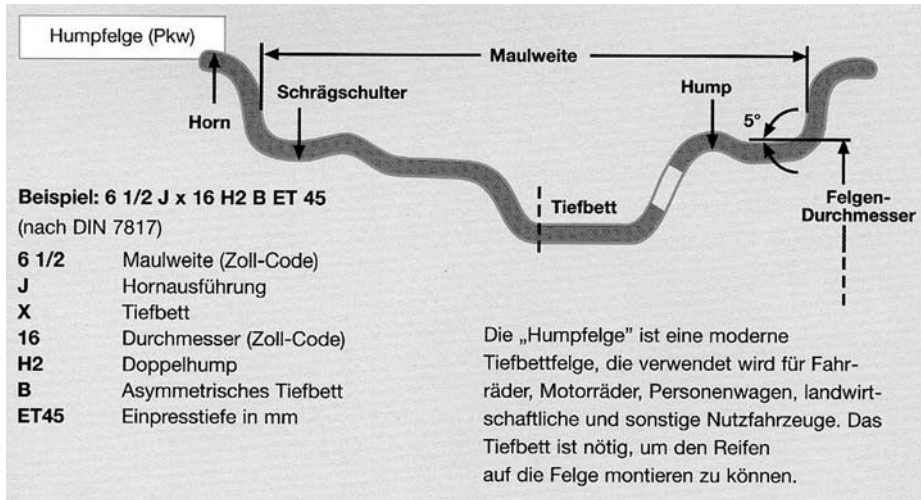 Humpfelge (Pkw)
Maulweite
Schrägschulter
Hump
Horn
5°
Beispiel: 6 1/2 J x 16 H2 B ET 45
Tiefbett
Felgen-
Durchmesser
(nach DIN 7817)
6 1/2 Maulweite (Zoll-Code)
J Hornausführung
X Tiefbett
16 Durchmesser (Zoll-Code)
H2 Doppelhump
B Asymmetrisches Tiefbett
ET45 Einpresstiefe in mm
Die „Humpfelge” ist eine moderne
Tiefbettfelge, die verwendet wird für Fahr-
räder, Motorräder, Personenwagen, landwirt-
schaftliche und sonstige Nutzfahrzeuge. Das
Tiefbett ist nötig, um den Reifen
auf die Felge montieren zu können.